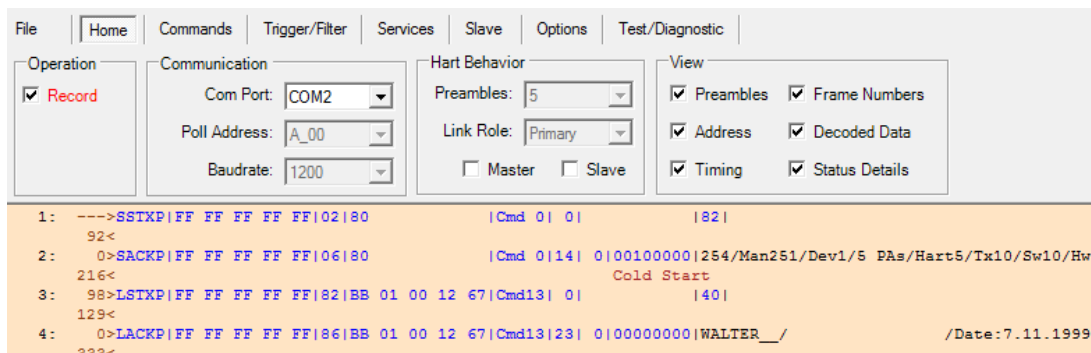 File Home Commands Trigger/Filter Services Slave Options Test/Diagnostic
Operation Communication Hart Behavior View
Record Com Port: COM2 Preambles: 5 Preambles Frame Numbers
Poll Address: A_00 Link Role: Primary Address Decoded Data
Baudrate: 1200 Master Slave Timing Status Details
1: --->SSTXP|FF FF FF FF FF|02|80 |Cmd 0| 0| |82|
92<
2: 0>SACKP|FF FF FF FF FF|06|80 |Cmd 0|14| 0|00100000|254/Man251/Dev1/5 PAs/Hart5/Tx10/Sw10/Hw
216< Cold Start
3: 98>LSTXP|FF FF FF FF FF|82|BB 01 00 12 67|Cmd13| 0| |40|
129<
4: 0>LACKP|FF FF FF FF FF|86|BB 01 00 12 67|Cmd13|23| 0|00000000|WALTER__/ /Date:7.11.1999